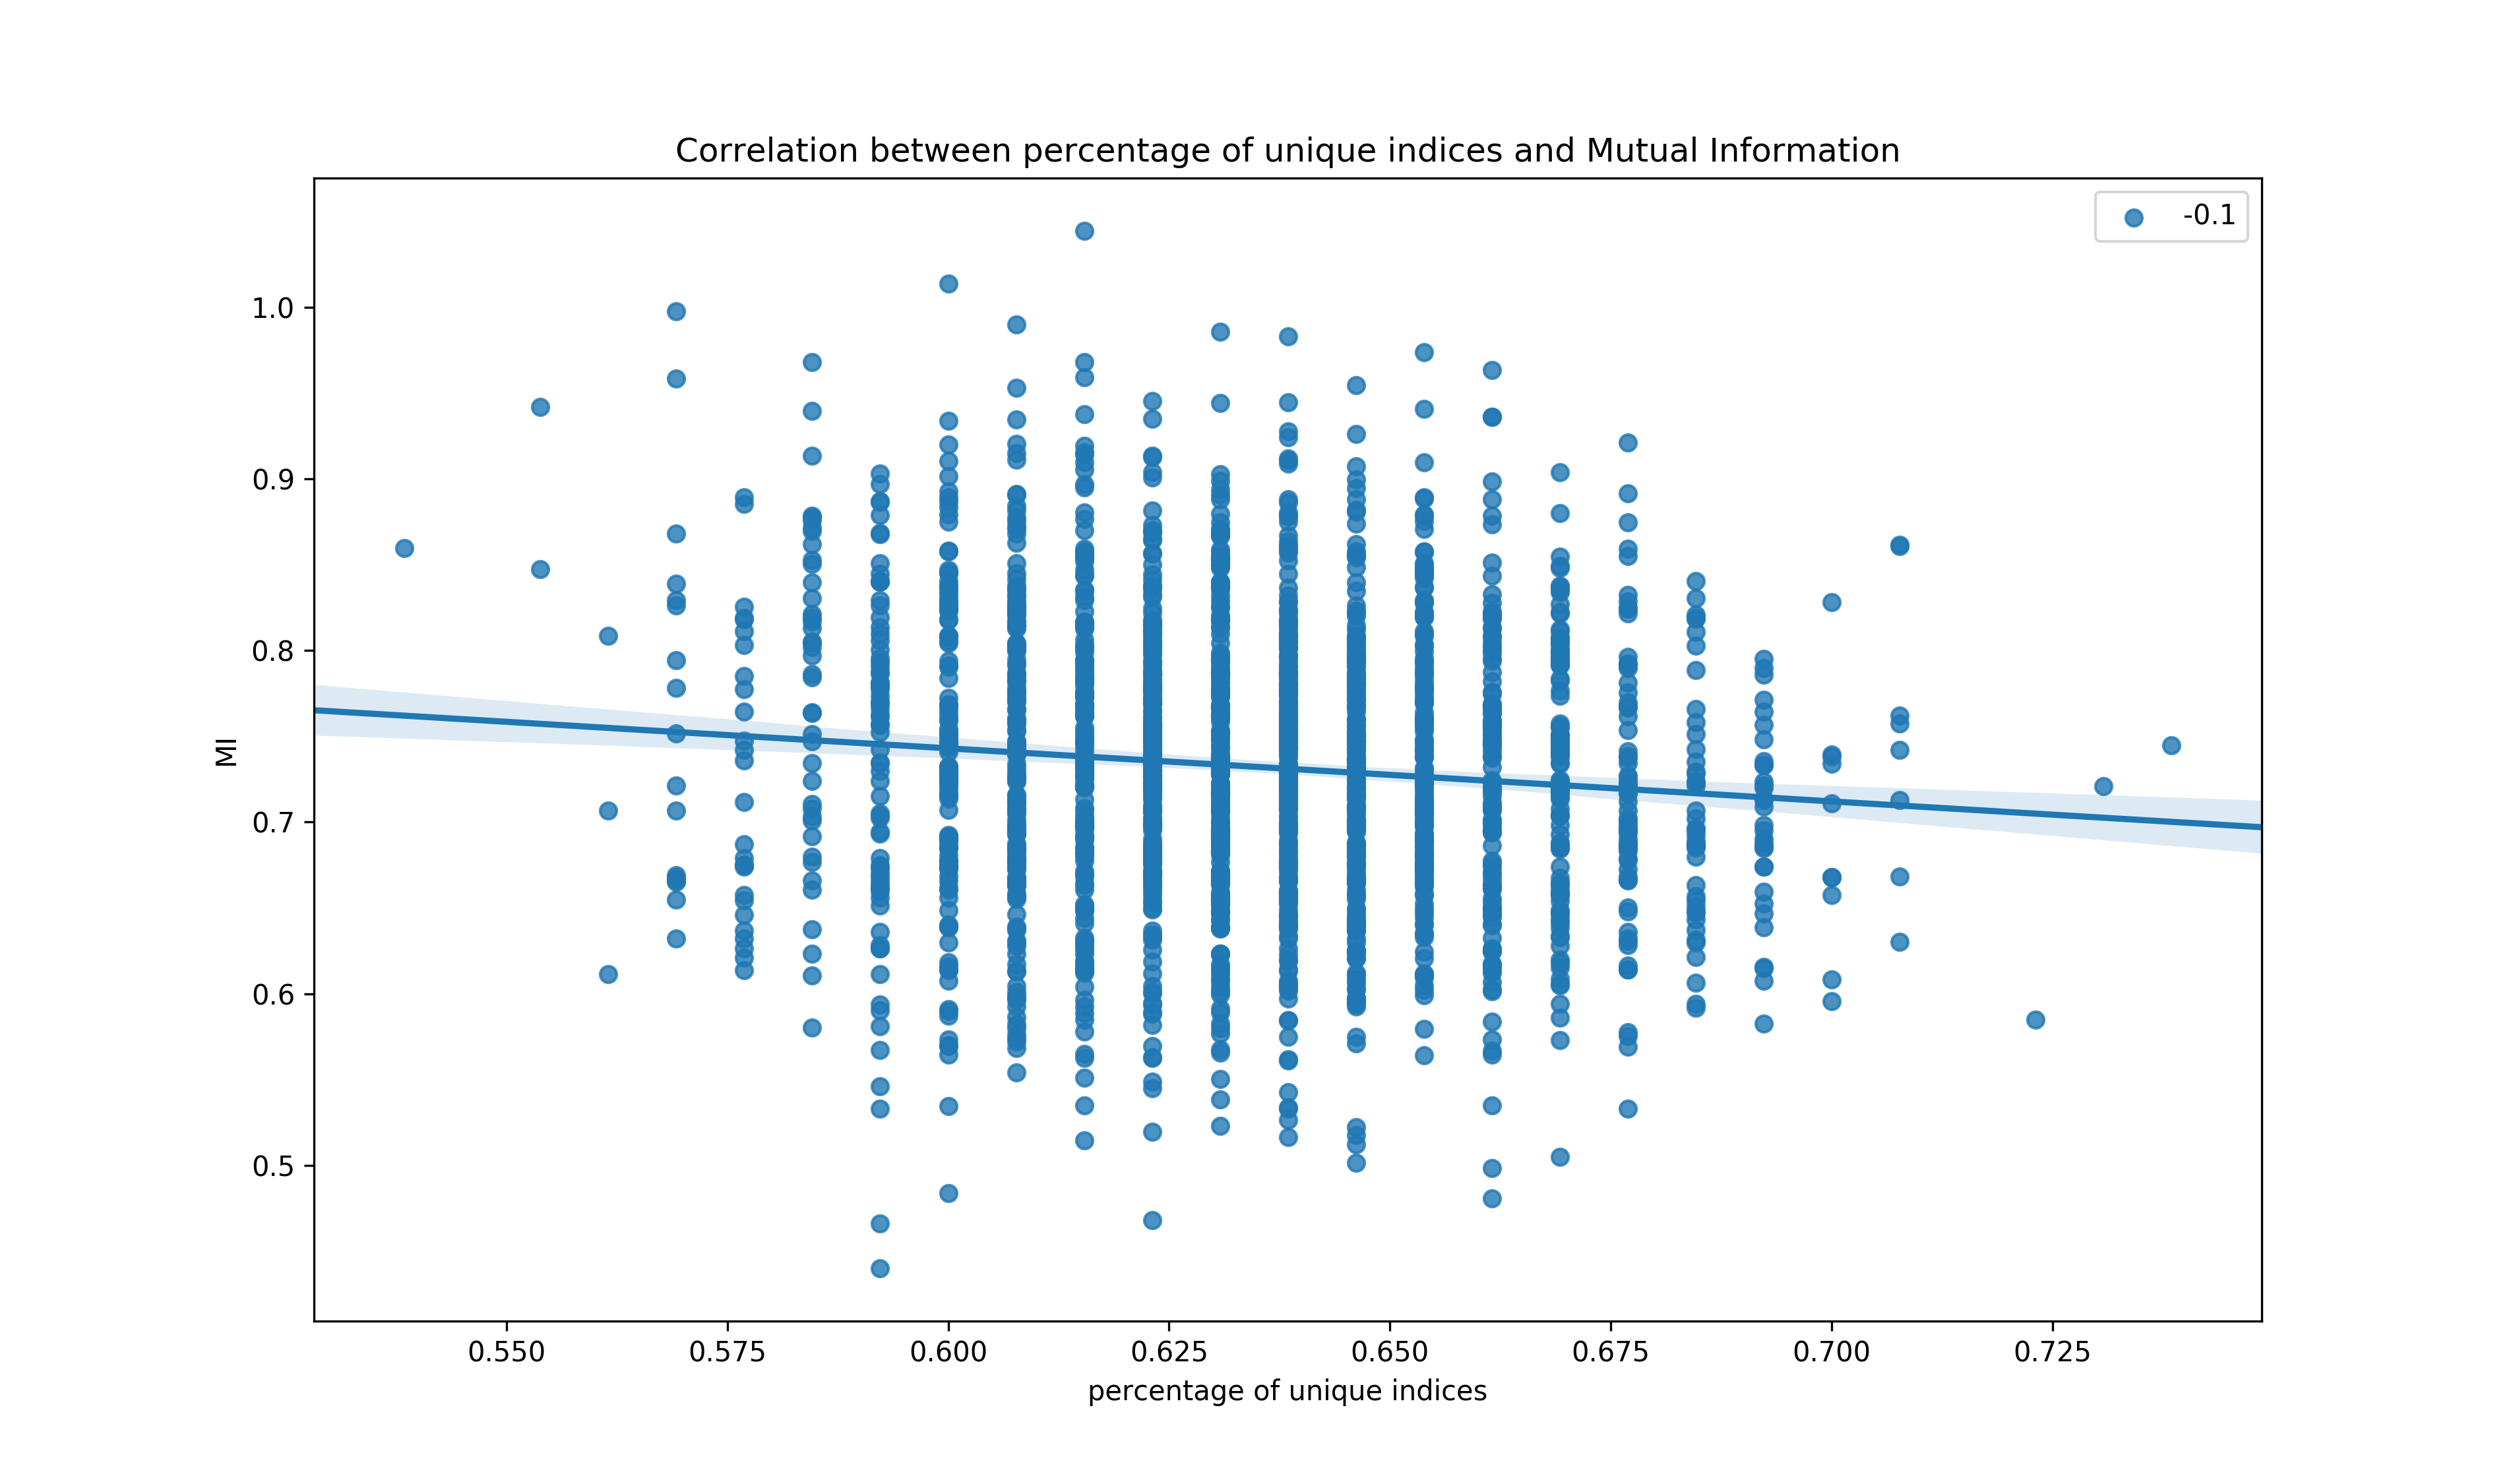 Correlation between percentage of unique indices and Mutual Information
-0.1
1.0
0.9
0.8
0.7
0.6
0.5
MI
0.550 0.575 0.600 0.625 0.650 0.675 0.700 0.725
percentage of unique indices